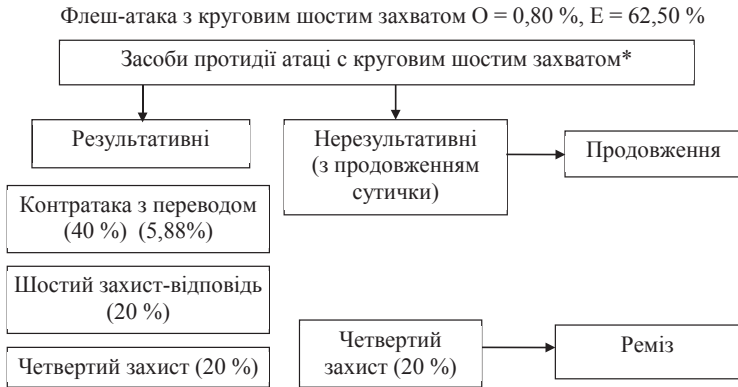 Флеш-атака з круговим шостим захватом O = 0,80 %, E = 62,50 %
Засоби протидії атаці с круговим шостим захватом*
Результативні
Нерезультативні
(з продовженням
сутички)
Продовження
Контратака з переводом
(40 %) (5,88%)
Шостий захист-відповідь
(20 %)
Четвертий захист (20 %)
Четвертий
захист (20 %)
Реміз